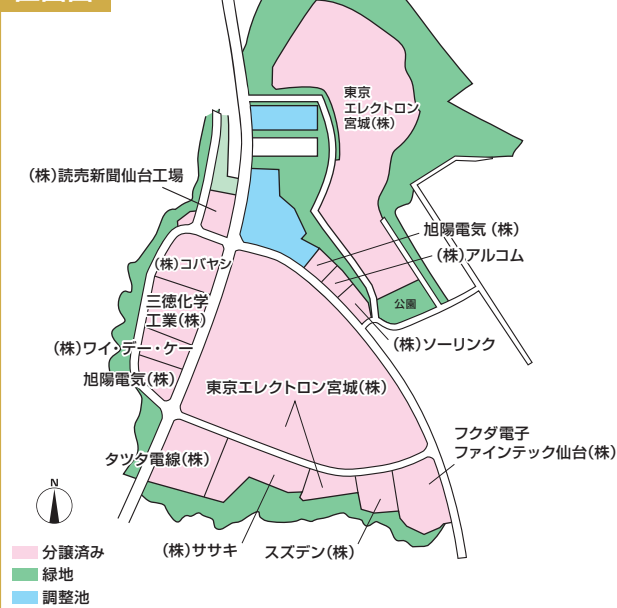 東京
エレクトロン
宮城(株)
(株)読売新聞仙台工場
旭陽電気 (株)
(株)アルコム
(株)コバヤシ
公園
三徳化学
工業(株)
(株)ソーリンク
(株)ワイ・デー・ケー
旭陽電気(株)
東京エレクトロン宮城(株)
フクダ電子
ファインテック仙台(株)
タツタ電線(株)
N
(株)ササキ
スズデン(株)
分譲済み
緑地
調整池